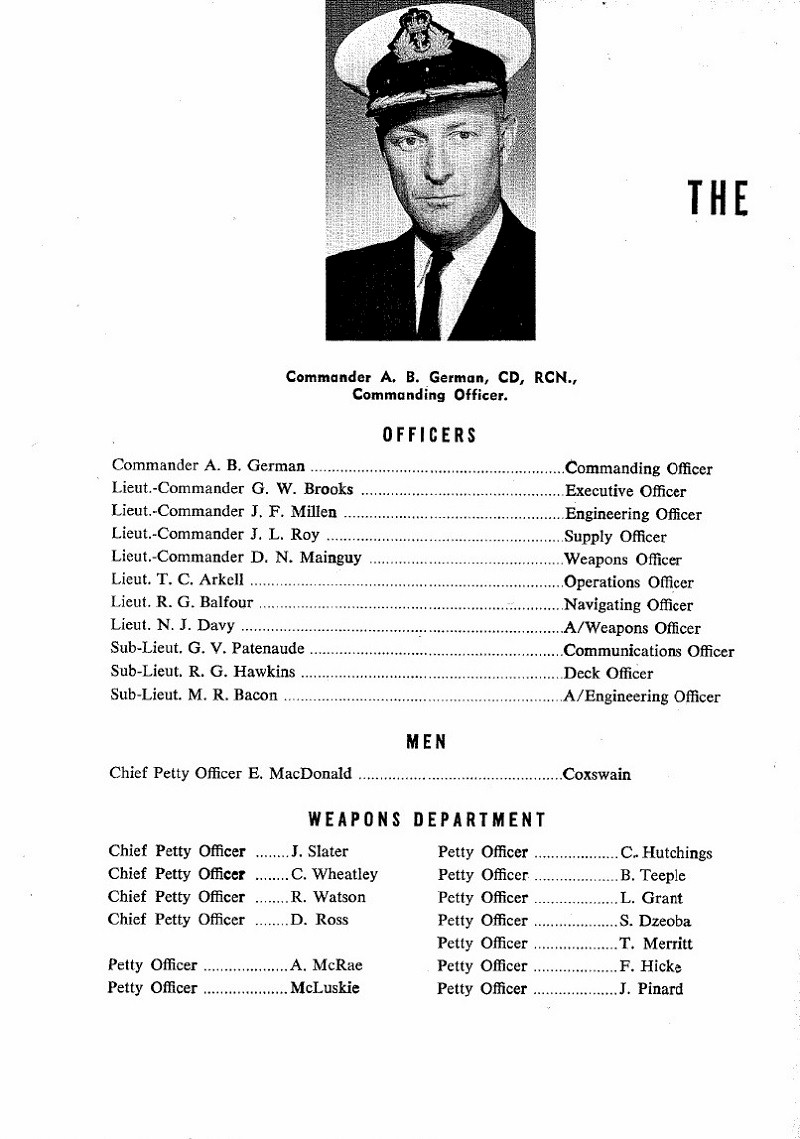 THE
Commander A. B. German, CD, RCN.,
Commanding Officer.
OFFICERS
Commander A. B. German ........................................................... Commanding Officer
Lieut.-Commander G. W. Brooks ............................................... Executive Officer
Lieut.-Commander J. F. Millen ................................................... Engineering Officer
Lieut.-Commander J. L. Roy ....................................................... Supply Officer
Lieut.-Commander D. N. Mainguy ............................................. Weapons Officer
Lieut. T. C. Arkell ......................................................................... Operations Officer
Lieut. R. G. Balfour ....................................................................... Navigating Officer
Lieut. N. J. Davy ........................................................................... A/Weapons Officer
Sub-Lieut. G. V. Patenaude ........................................................... Communications Officer
Sub-Lieut. R. G. Hawkins ............................................................. Deck Officer
Sub-Lieut. M. R. Bacon ................................................................. A/Engineering Officer
MEN
Chief Petty Officer E. MacDonald ................................................ Coxswain
WEAPONS DEPARTMENT
Chief Petty Officer ........ J. Slater
Chief Petty Officer ........ C. Wheatley
Chief Petty Officer ........ R. Watson
Chief Petty Officer ........ D. Ross
Petty Officer .................... A. McRae
Petty Officer .................... McLuskie
Petty Officer .................... C. Hutchings
Petty Officer .................... B. Teeple
Petty Officer .................... L. Grant
Petty Officer .................... S. Dzeoba
Petty Officer .................... T. Merritt
Petty Officer .................... F. Hicke
Petty Officer .................... J. Pinard